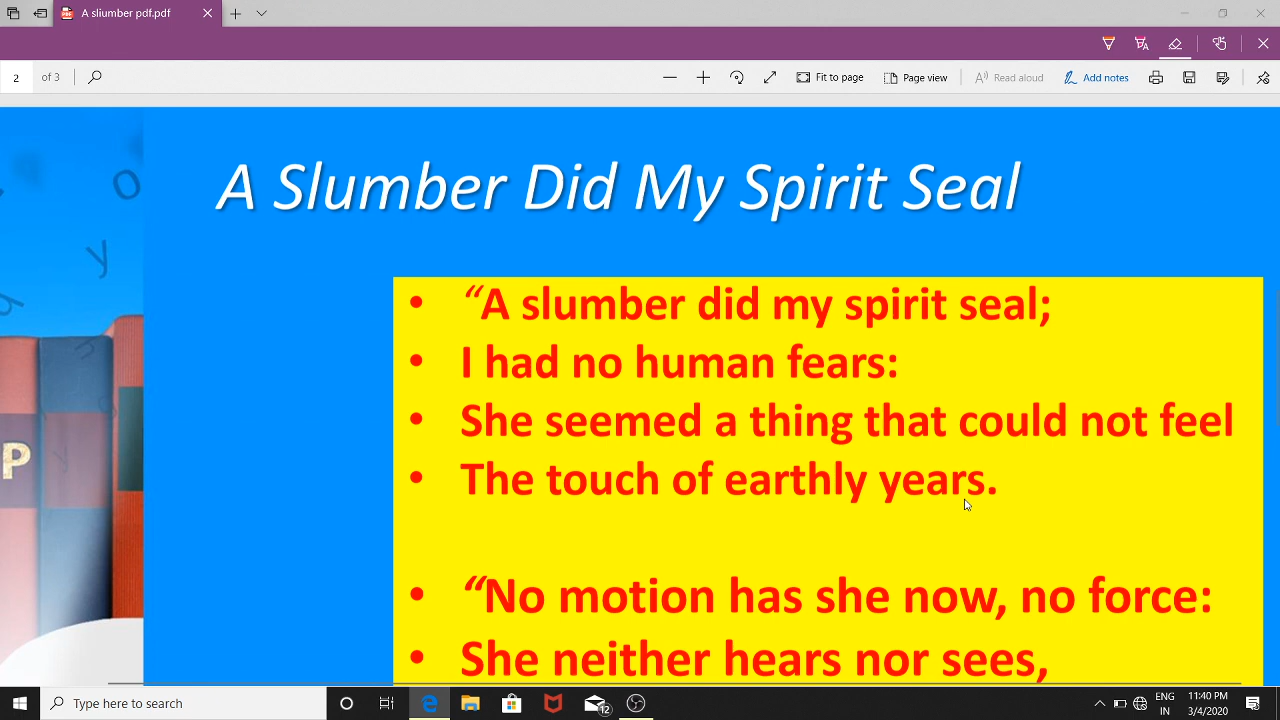 A sliumber pdf.pdf
2 of 3
Fit to page
Page view
Read aloud
Add notes
A Slumber Did My Spirit Seal
• “A slumber did my spirit seal;
• I had no human fears:
• She seemed a thing that could not feel
• The touch of earthly years.
• “No motion has she now, no force:
• She neither hears nor sees,
o
y
P
y
Type here to search
12
ENG
IN
11:40 PM
3/4/2020